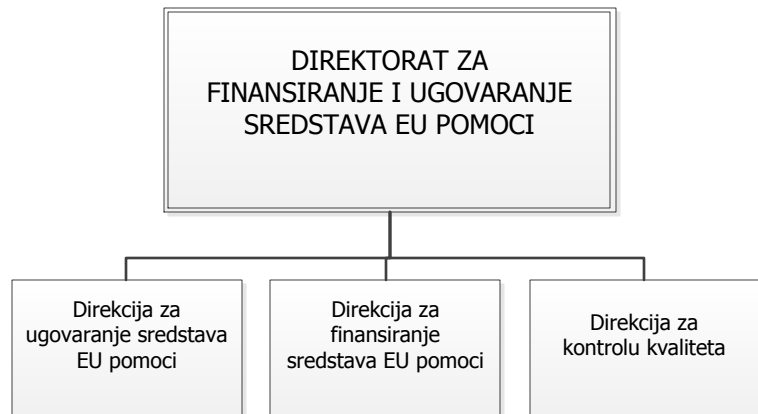 DIREKTORAT ZA
FINANSIRANJE I UGOVARANJE
SREDSTAVA EU POMOCI
Direkcija za
ugovaranje sredstava
EU pomoci
Direkcija za
finansiranje
sredstava EU pomoci
Direkcija za
kontrolu kvaliteta